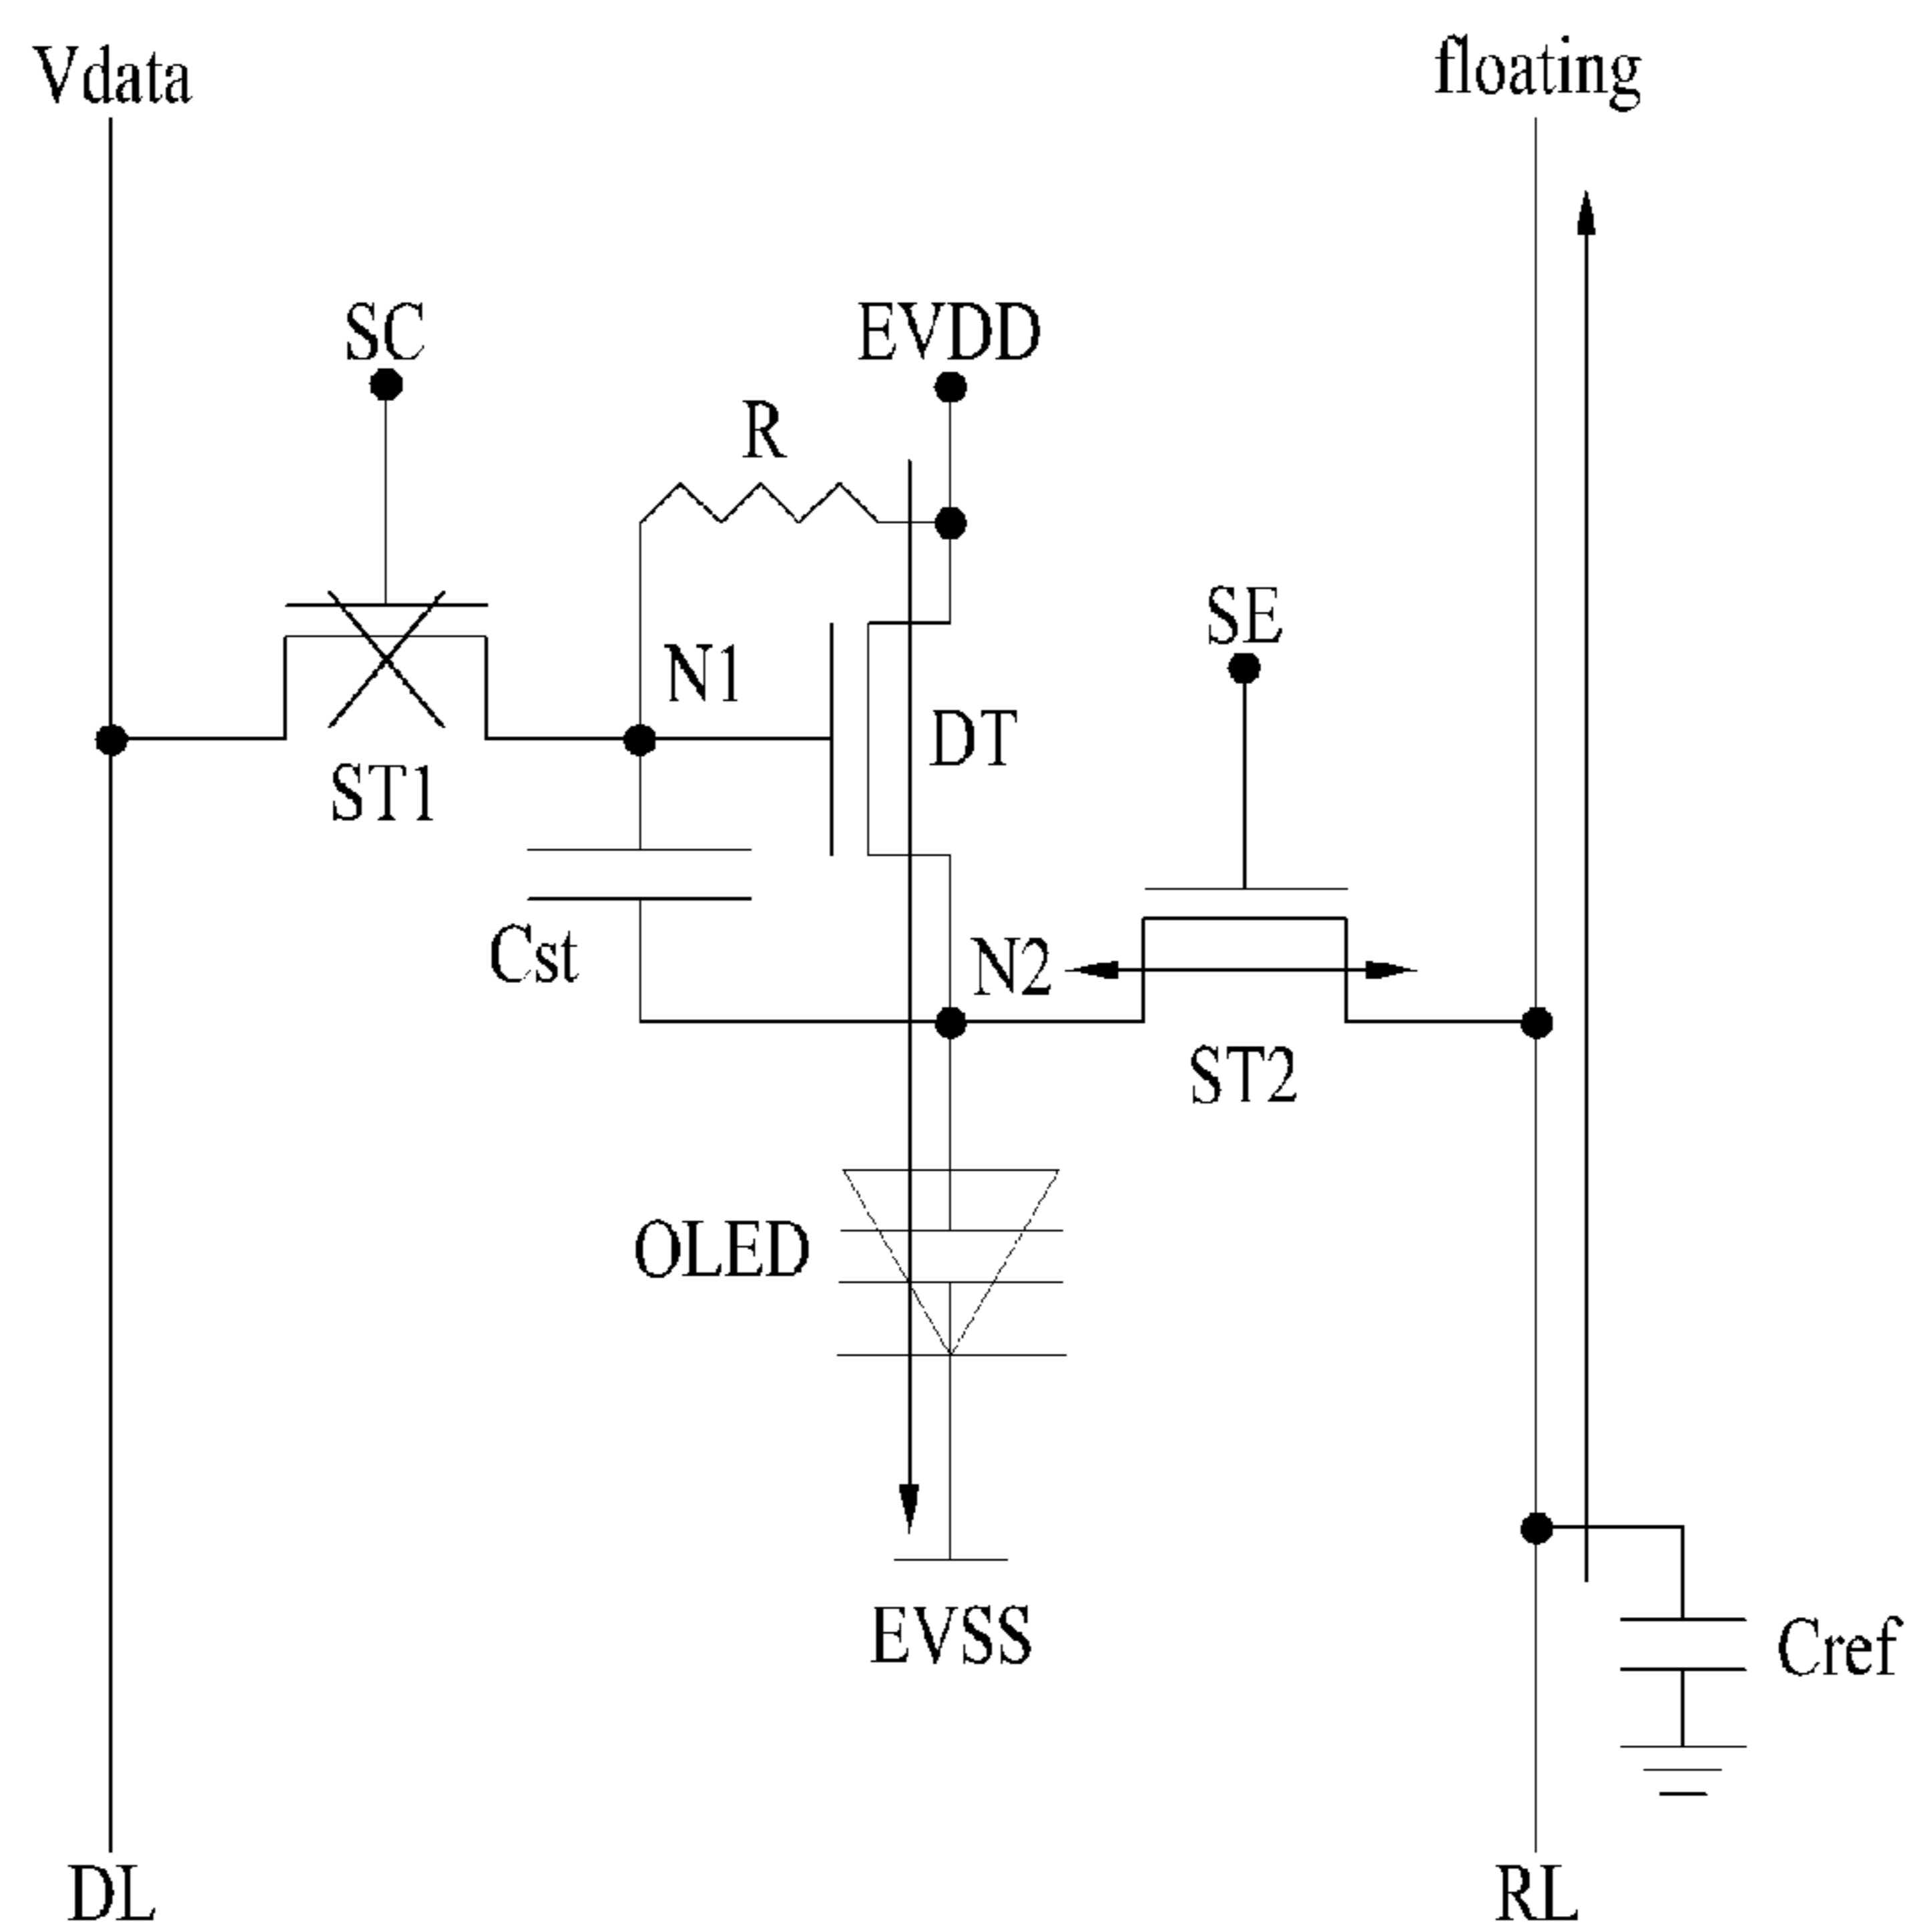 Vdata
floating
SC
EVDD
R
SE
N1
DT
ST1
Cst
N2
ST2
OLED
EVSS
Cref
DL
RL